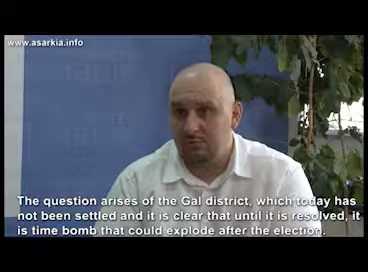 www.asarkia.info
The question arises of the Gal district, which today has
not been settled and it is clear that until it is resolved, it
is time bomb that could explode after the election.